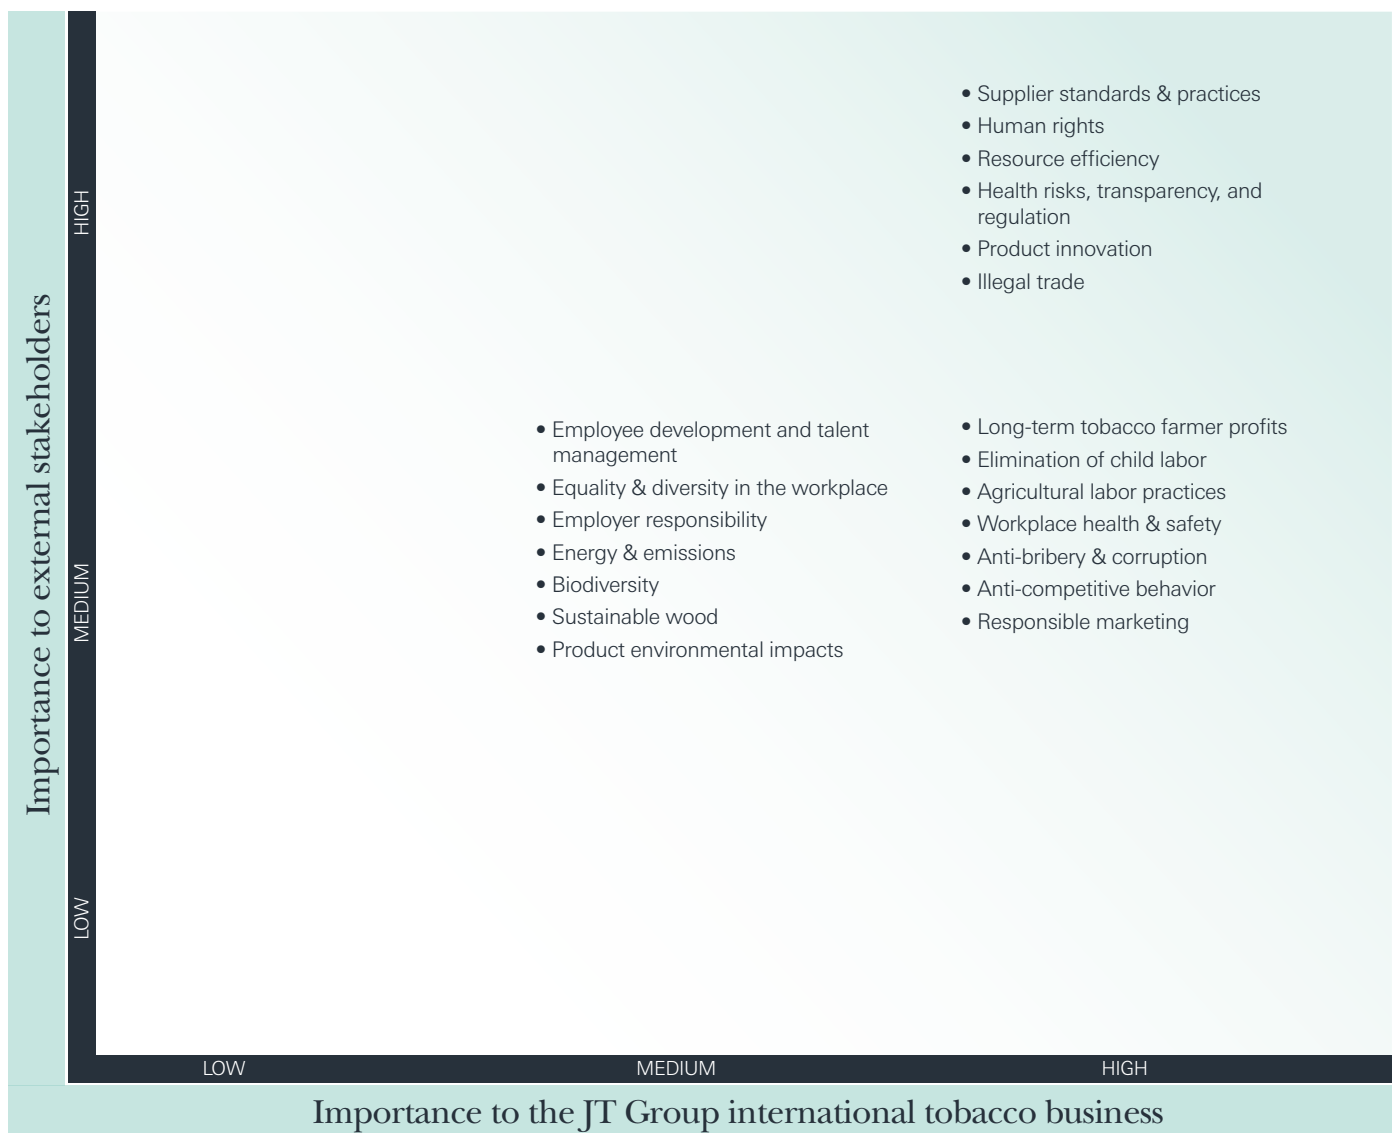 Importance to external stakeholders
HIGH
MEDIUM
LOW
• Supplier standards & practices
• Human rights
• Resource efficiency
• Health risks, transparency, and
regulation
• Product innovation
• Illegal trade
• Employee development and talent
management
• Equality & diversity in the workplace
• Employer responsibility
• Energy & emissions
• Biodiversity
• Sustainable wood
• Product environmental impacts
• Long-term tobacco farmer profits
• Elimination of child labor
• Agricultural labor practices
• Workplace health & safety
• Anti-bribery & corruption
• Anti-competitive behavior
• Responsible marketing
LOW
MEDIUM
HIGH
Importance to the JT Group international tobacco business